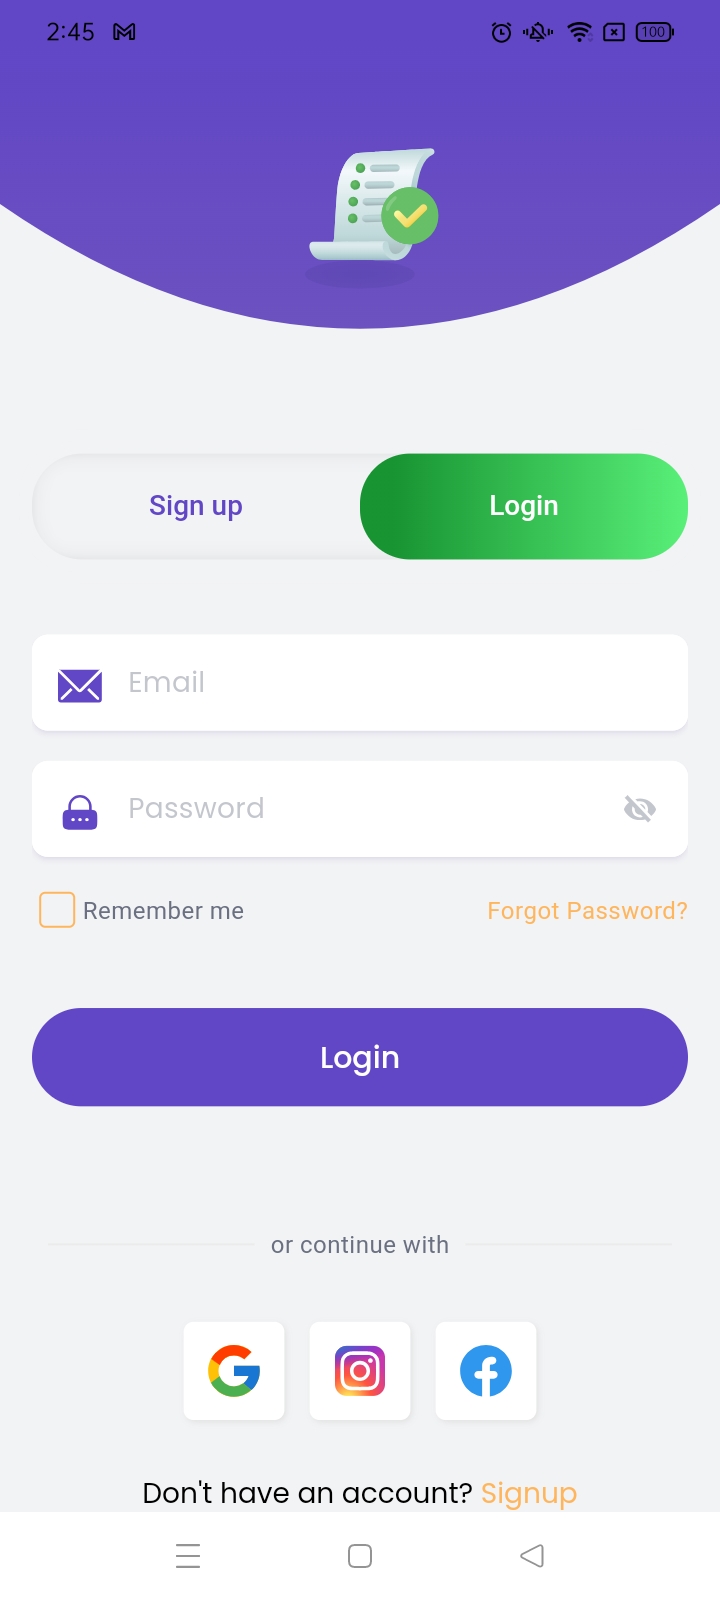 2:45
100
Sign up
Login
Email
Password
Remember me
Forgot Password?
Login
or continue with
Don't have an account? Signup